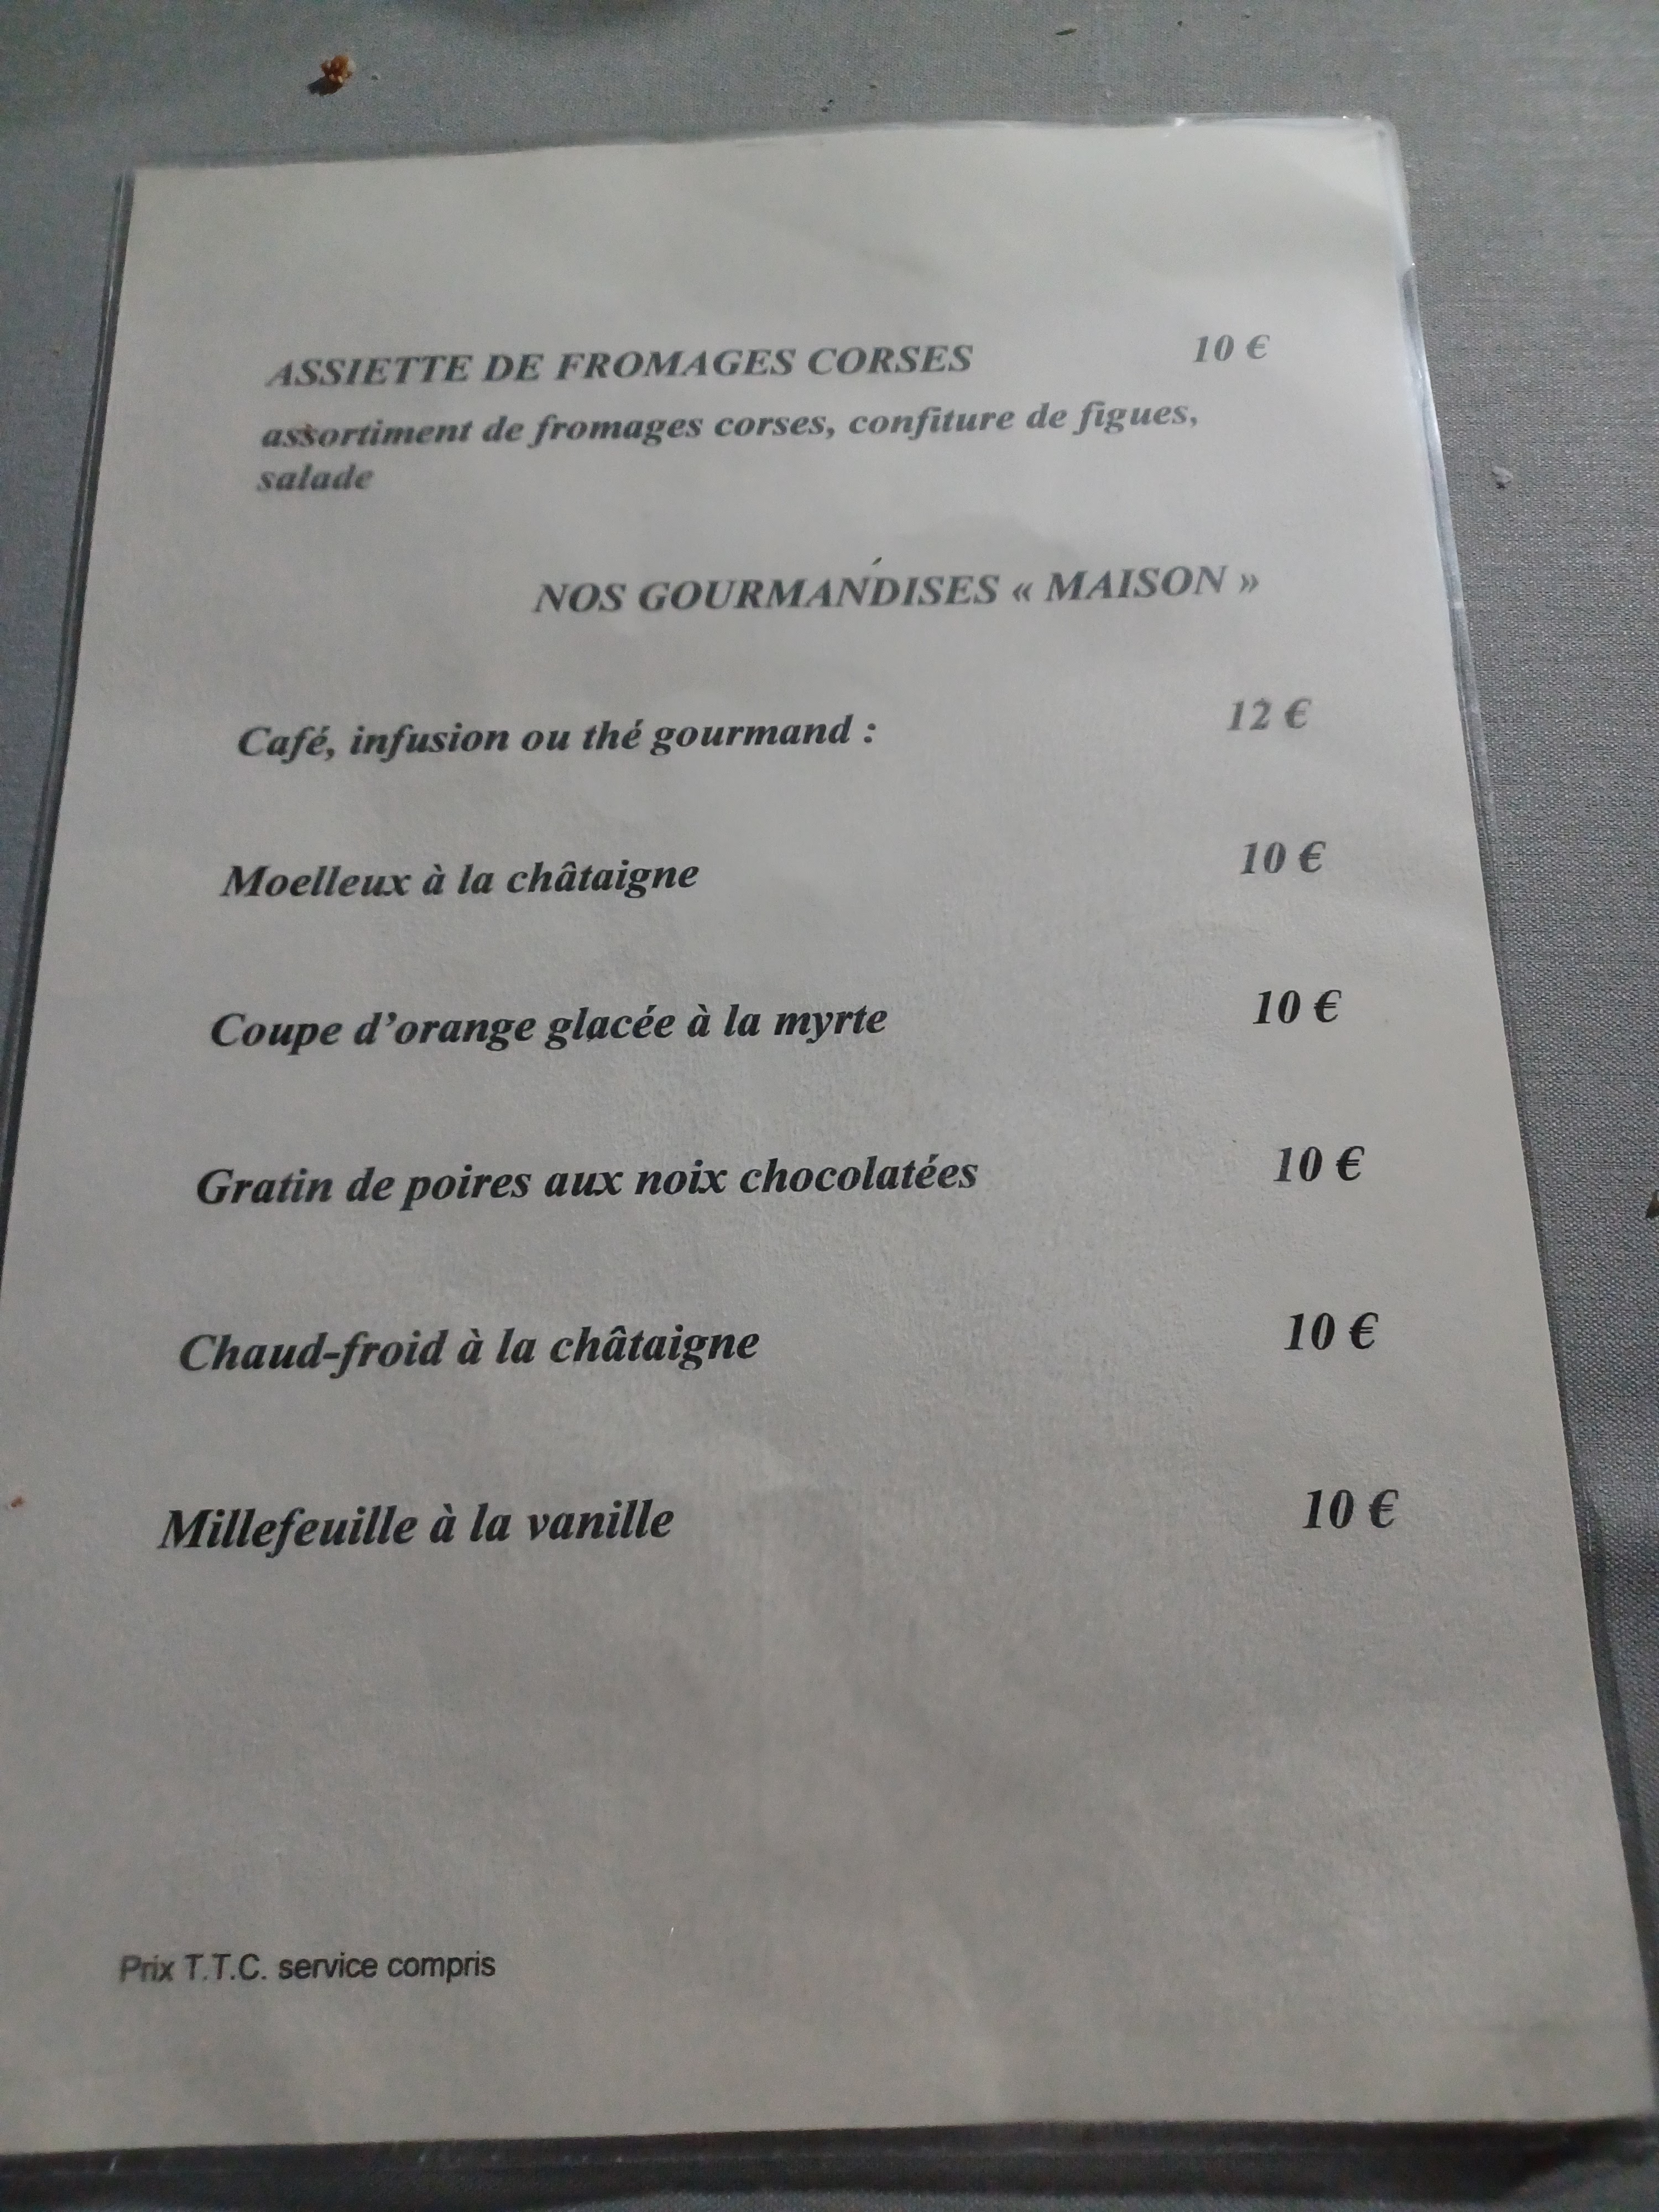 ASSIETTE DE FROMAGES CORSES 10 €
assortiment de fromages corses, confiture de figues,
salade
NOS GOURMANDISES « MAISON »
Café, infusion ou thé gourmand : 12 €
Moelleux à la châtaigne 10 €
Coupe d’orange glacée à la myrte 10 €
Gratin de poires aux noix chocolatées 10 €
Chaud-froid à la châtaigne 10 €
Millefeuille à la vanille 10 €
Prix T.T.C. service compris